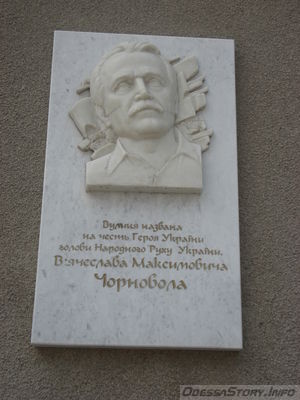 Вулиця названа
на честь Героя України
голови Народного Руху України,
В'ячеслава Максимовича
Чорновола
OdessaStory.Info